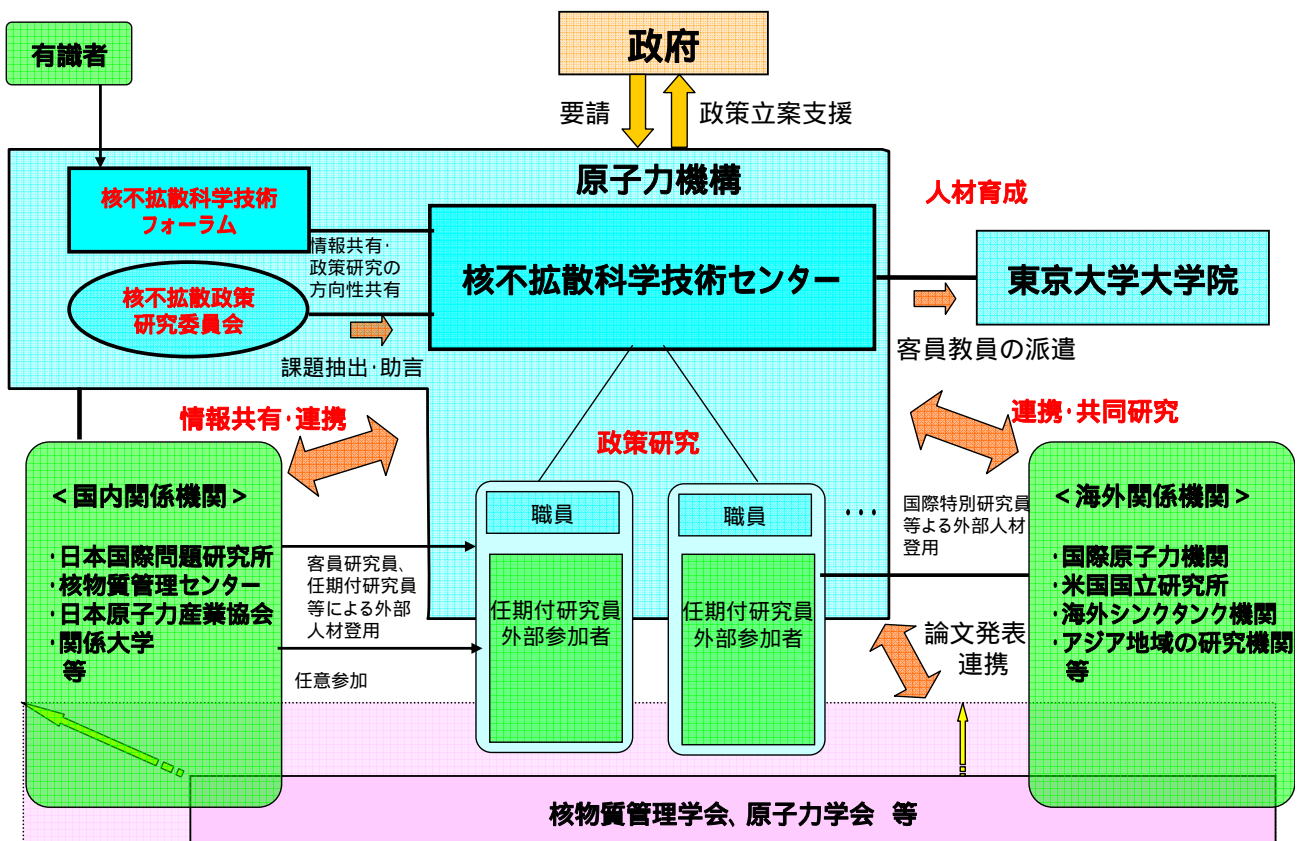 有識者
政府
要請
政策立案支援
原子力機構
人材育成
核不拡散科学技術
フォーラム
情報共有・
政策研究の
方向性共有
核不拡散科学技術センター
東京大学大学院
核不拡散政策
研究委員会
課題抽出・助言
客員教員の派遣
情報共有・連携
政策研究
連携・共同研究
<国内関係機関>
・日本国際問題研究所
・核物質管理センター
・日本原子力産業協会
・関係大学
等
客員研究員、
任期付研究員
等による外部
人材登用
任意参加
職員
任期付研究員
外部参加者
職員
任期付研究員
外部参加者
・・・
国際特別研究員
等よる外部人材
登用
<海外関係機関>
・国際原子力機関
・米国国立研究所
・海外シンクタンク機関
・アジア地域の研究機関
等
論文発表
連携
核物質管理学会、原子力学会 等